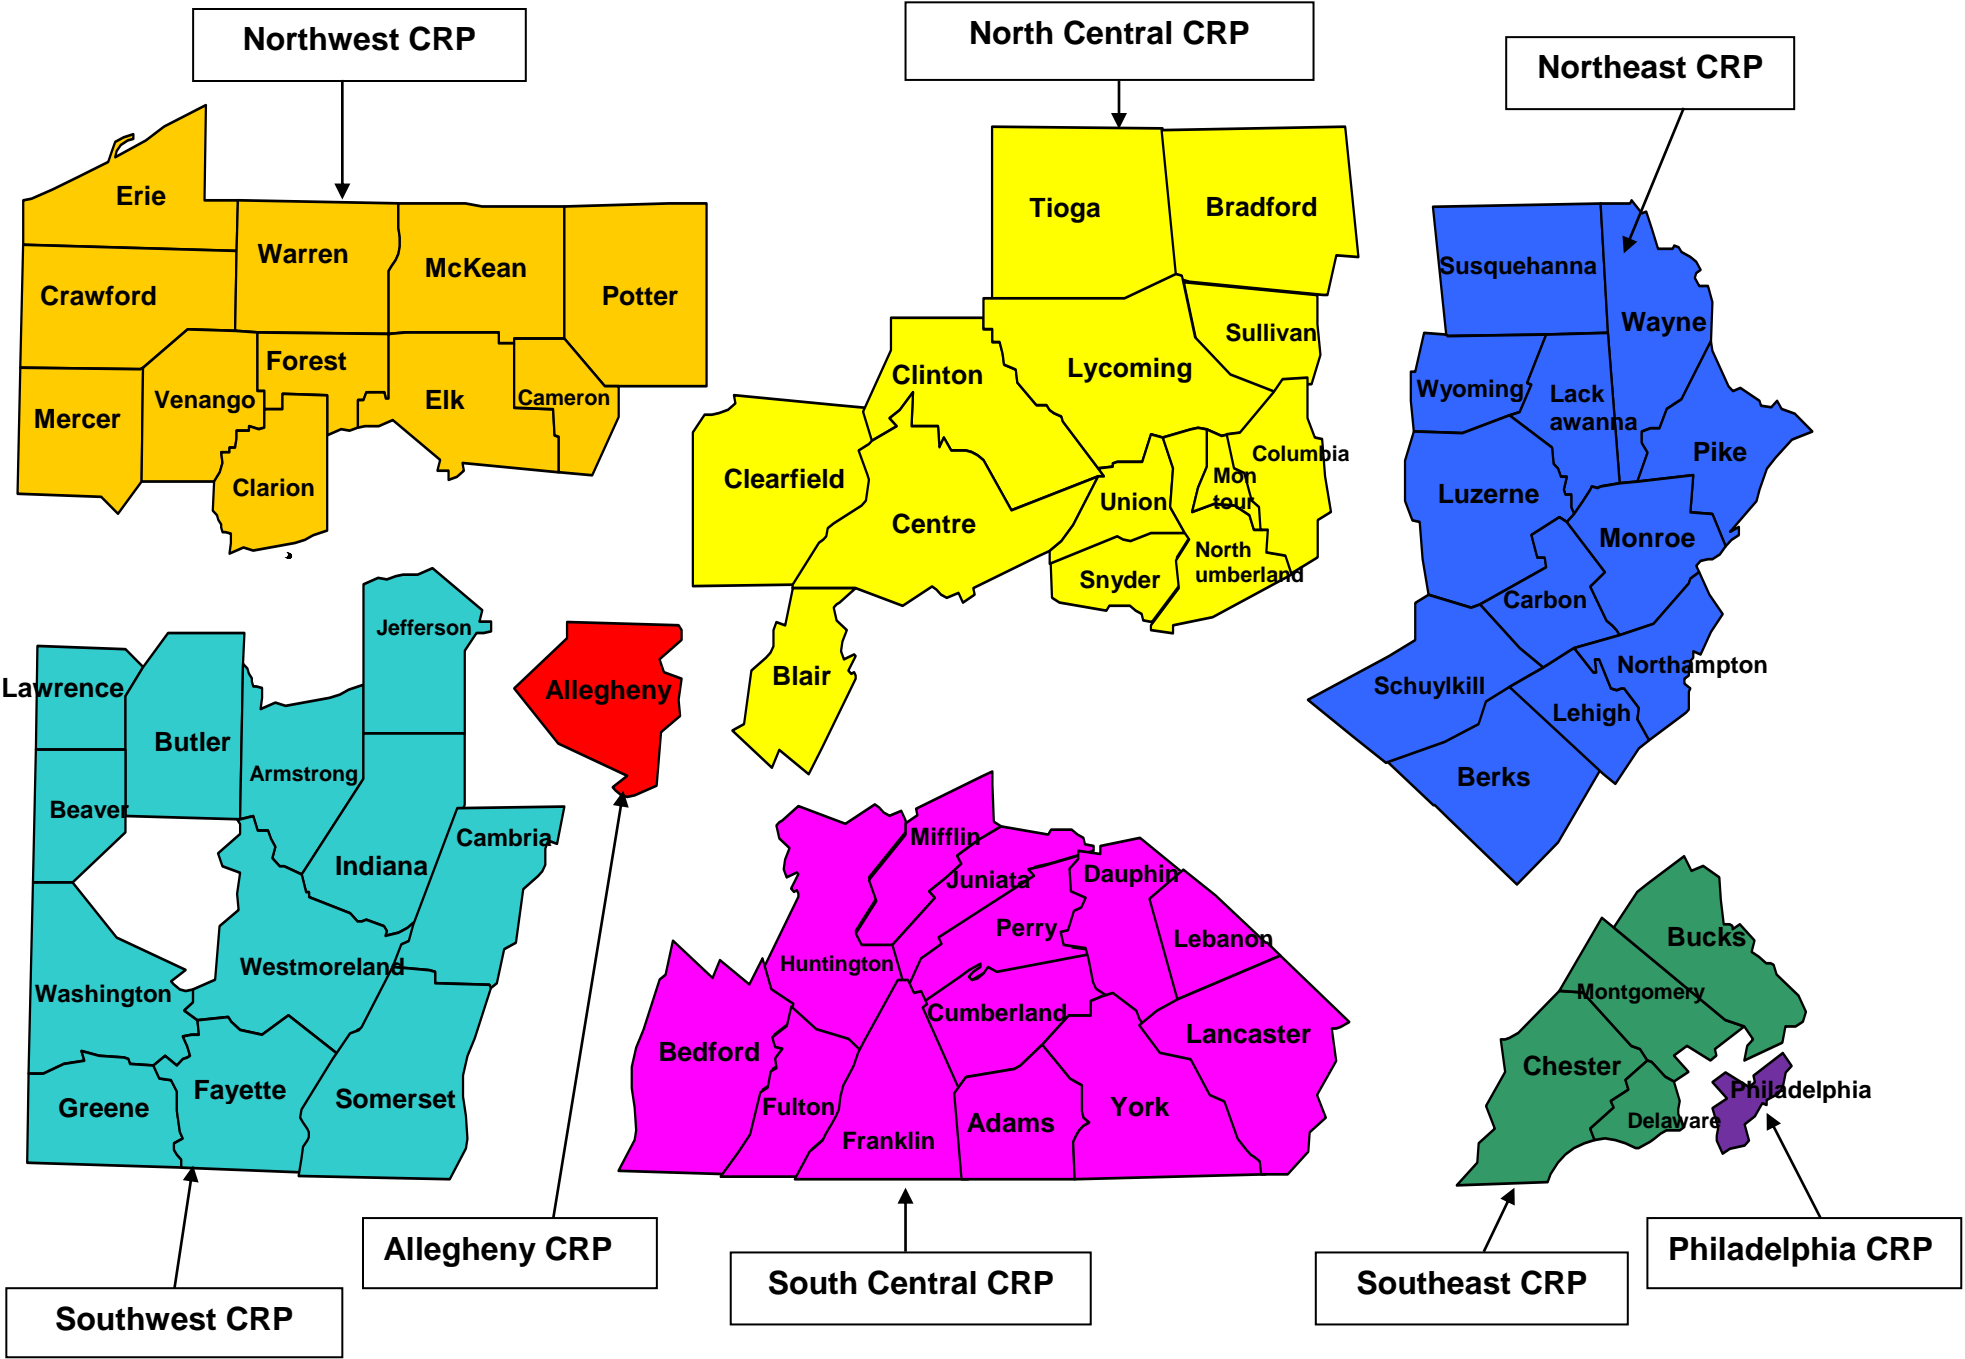 Northwest CRP
North Central CRP
Northeast CRP
Erie
Warren
McKean
Crawford
Potter
Forest
Venango
Elk
Cameron
Mercer
Clarion
Tioga
Bradford
Sullivan
Lycoming
Clinton
Clearfield
Centre
Columbia
Mon
tour
Union
North
umberland
Snyder
Blair
Susquehanna
Wayne
Wyoming
Lack
awanna
Pike
Luzerne
Monroe
Carbon
Northampton
Schuylkill
Lehigh
Berks
Jefferson
Lawrence
Butler
Armstrong
Beaver
Cambria
Indiana
Westmoreland
Washington
Fayette
Greene
Somerset
Allegheny
Mifflin
Juniata
Dauphin
Perry
Lebanon
Huntington
Cumberland
Lancaster
Bedford
Fulton
Franklin
Adams
York
Bucks
Montgomery
Chester
Delaware
Philadelphia
Southwest CRP
Allegheny CRP
South Central CRP
Southeast CRP
Philadelphia CRP